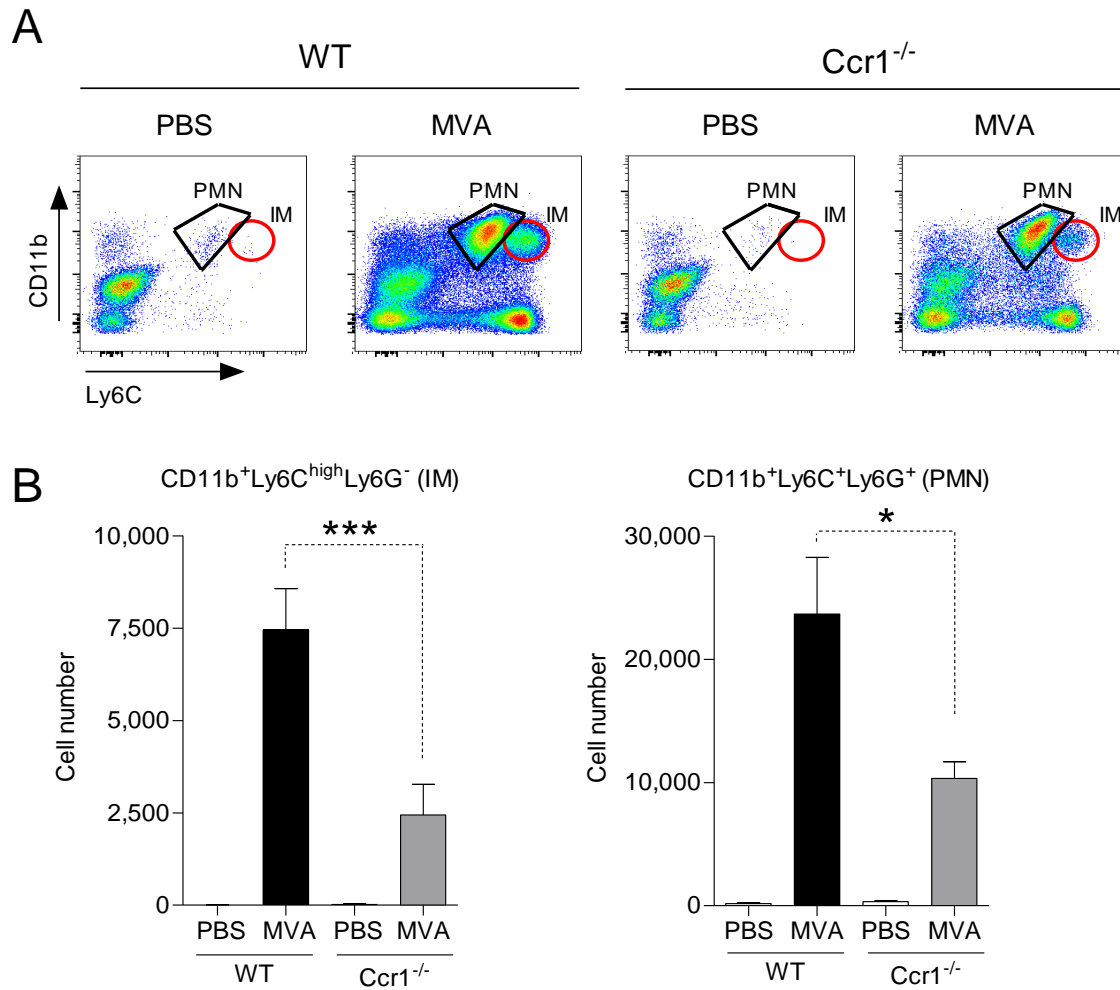 A
WT
Ccr1-/-
PBS
MVA
PBS
MVA
PMN
IM
PMN
IM
PMN
IM
PMN
IM
CD11b
Ly6C
B
CD11b+Ly6ChighLy6G- (IM)
CD11b+Ly6C+Ly6G+ (PMN)
***
*
10,000
7,500
5,000
2,500
0
Cell number
PBS MVA PBS MVA
WT
Ccr1-/-
30,000
20,000
10,000
0
Cell number
PBS MVA PBS MVA
WT
Ccr1-/-